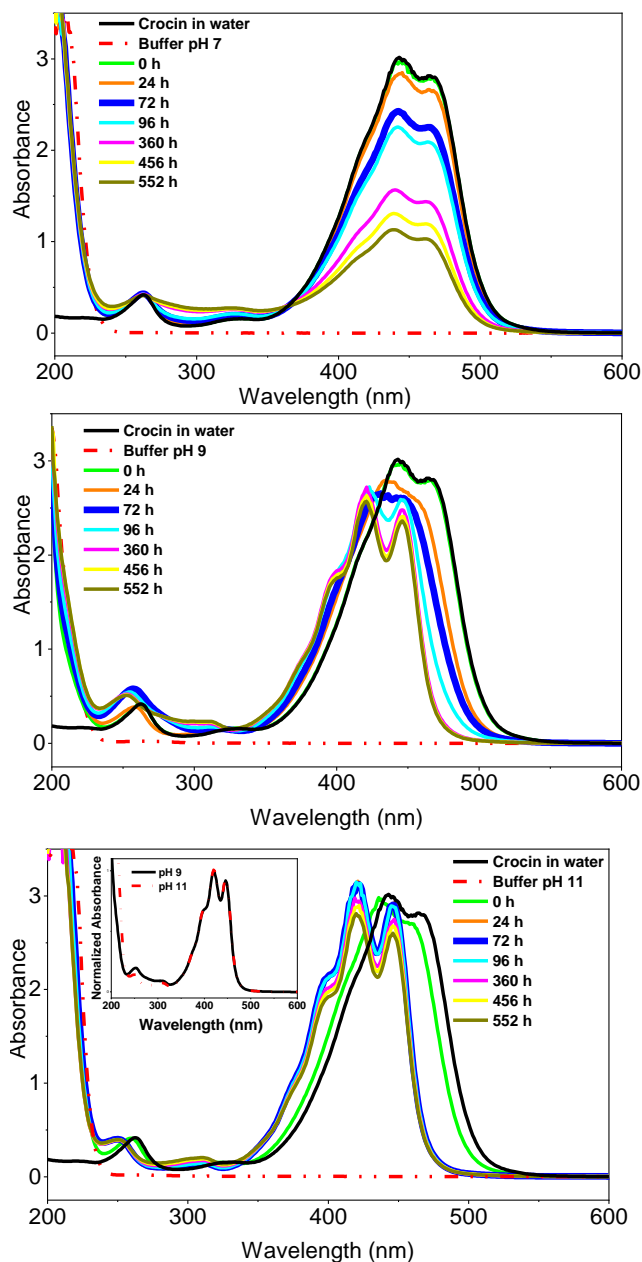 Crocin in water
Buffer pH 7
0 h
24 h
72 h
96 h
360 h
456 h
552 h
3
2
1
0
Absorbance
200 300 400 500 600
Wavelength (nm)
Crocin in water
Buffer pH 9
0 h
24 h
72 h
96 h
360 h
456 h
552 h
3
2
1
0
Absorbance
200 300 400 500 600
Wavelength (nm)
pH 9
pH 11
Normalized Absorbance
200 300 400 500 600
Wavelength (nm)
Crocin in water
Buffer pH 11
0 h
24 h
72 h
96 h
360 h
456 h
552 h
3
2
1
0
Absorbance
200 300 400 500 600
Wavelength (nm)